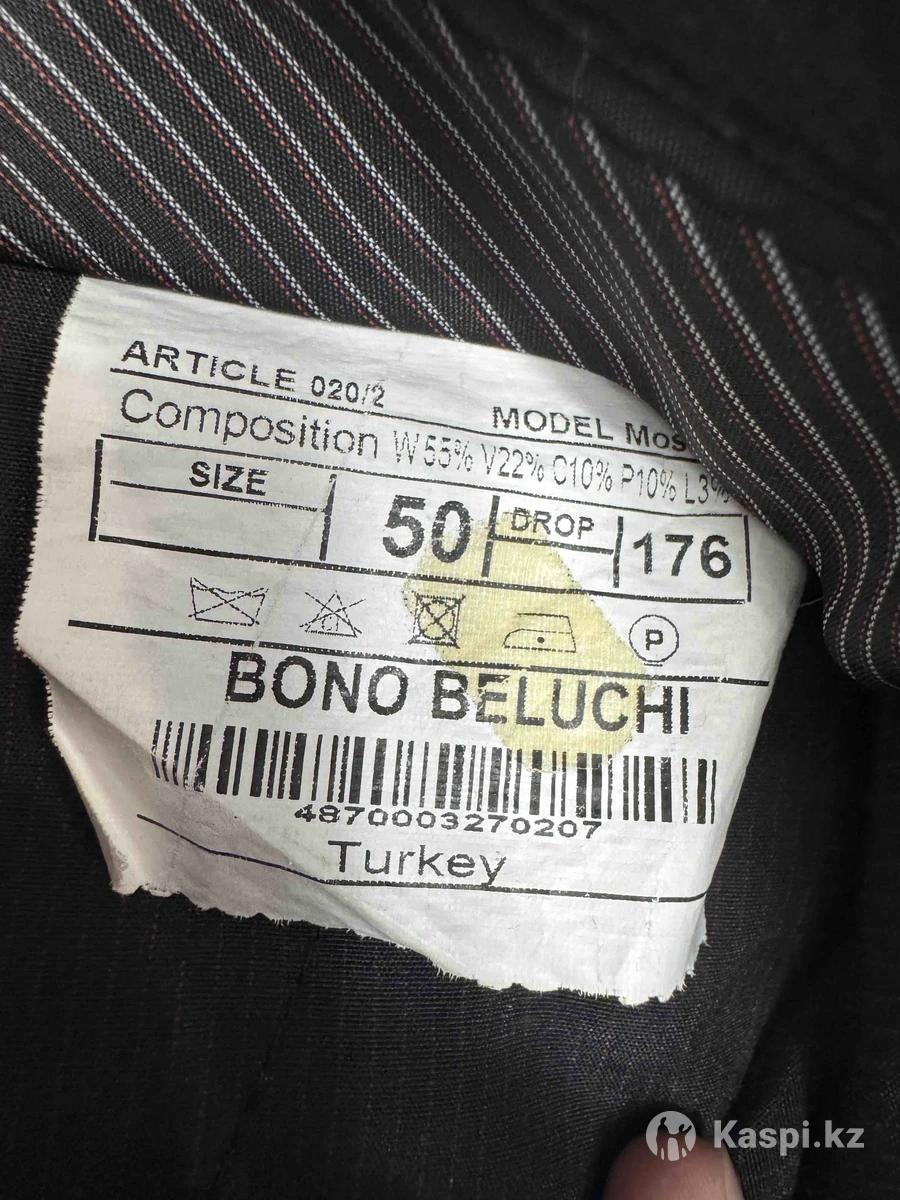 ARTICLE 020/2
MODEL Mos
Composition W55% V22% C10% P10% L3%
SIZE 50 DROP 176
P
BONO BELUCHI
4870003270207
Turkey
Kaspi.kz